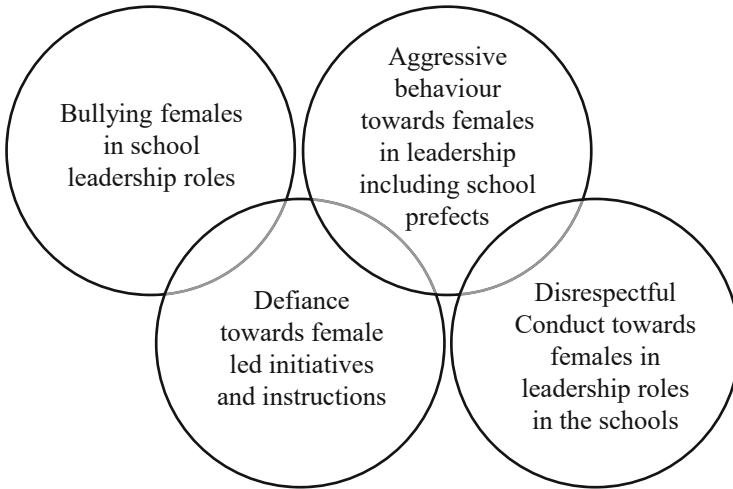 Bullying females
in school
leadership roles
Aggressive
behaviour
towards females
in leadership
including school
prefects
Defiance
towards female
led initiatives
and instructions
Disrespectful
Conduct towards
females in
leadership roles
in the schools